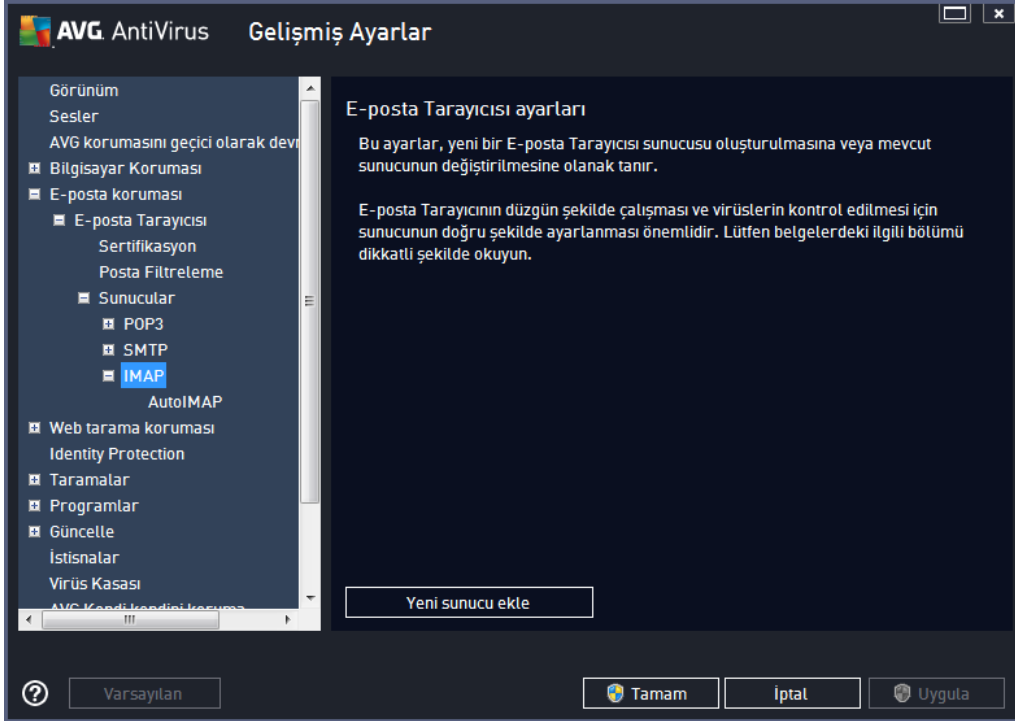 AVG AntiVirus Gelişmiş Ayarlar
Görünüm
Sesler
AVG korumasını geçici olarak devr
Bilgisayar Koruması
E-posta koruması
E-posta Tarayıcısı
Sertifikasyon
Posta Filtreleme
Sunucular
POP3
SMTP
IMAP
AutoIMAP
Web tarama koruması
Identity Protection
Taramalar
Programlar
Güncelle
İstisnalar
Virüs Kasası
AVG Kendi kendini koruma
E-posta Tarayıcısı ayarları
Bu ayarlar, yeni bir E-posta Tarayıcısı sunucusu oluşturulmasına veya mevcut
sunucunun değiştirilmesine olanak tanır.
E-posta Tarayıcının düzgün şekilde çalışması ve virüslerin kontrol edilmesi için
sunucunun doğru şekilde ayarlanması önemlidir. Lütfen belgelerdeki ilgili bölümü
dikkatli şekilde okuyun.
Yeni sunucu ekle
Varsayılan
Tamam
İptal
Uygula